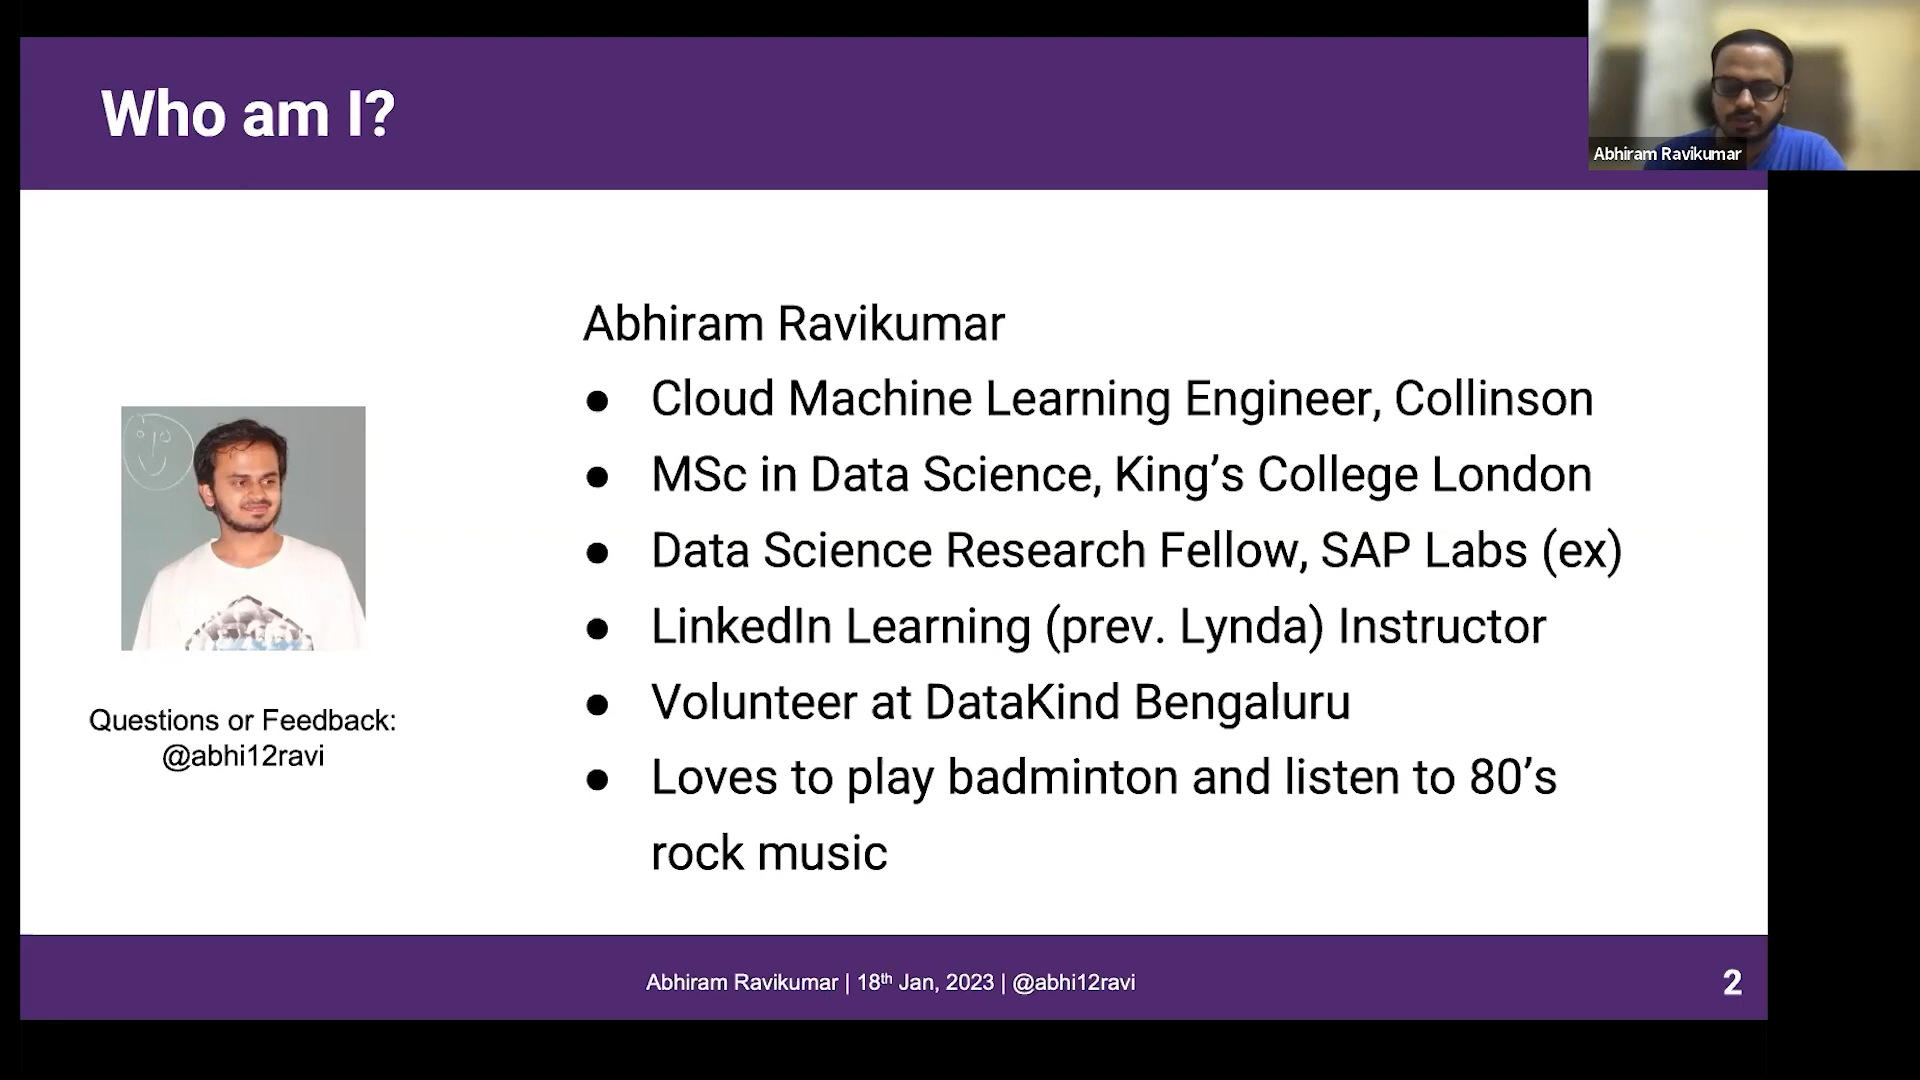 Who am I?
Abhiram Ravikumar
Abhiram Ravikumar
● Cloud Machine Learning Engineer, Collinson
● MSc in Data Science, King’s College London
● Data Science Research Fellow, SAP Labs (ex)
● LinkedIn Learning (prev. Lynda) Instructor
● Volunteer at DataKind Bengaluru
● Loves to play badminton and listen to 80’s
rock music
Questions or Feedback:
@abhi12ravi
Abhiram Ravikumar | 18th Jan, 2023 | @abhi12ravi
2